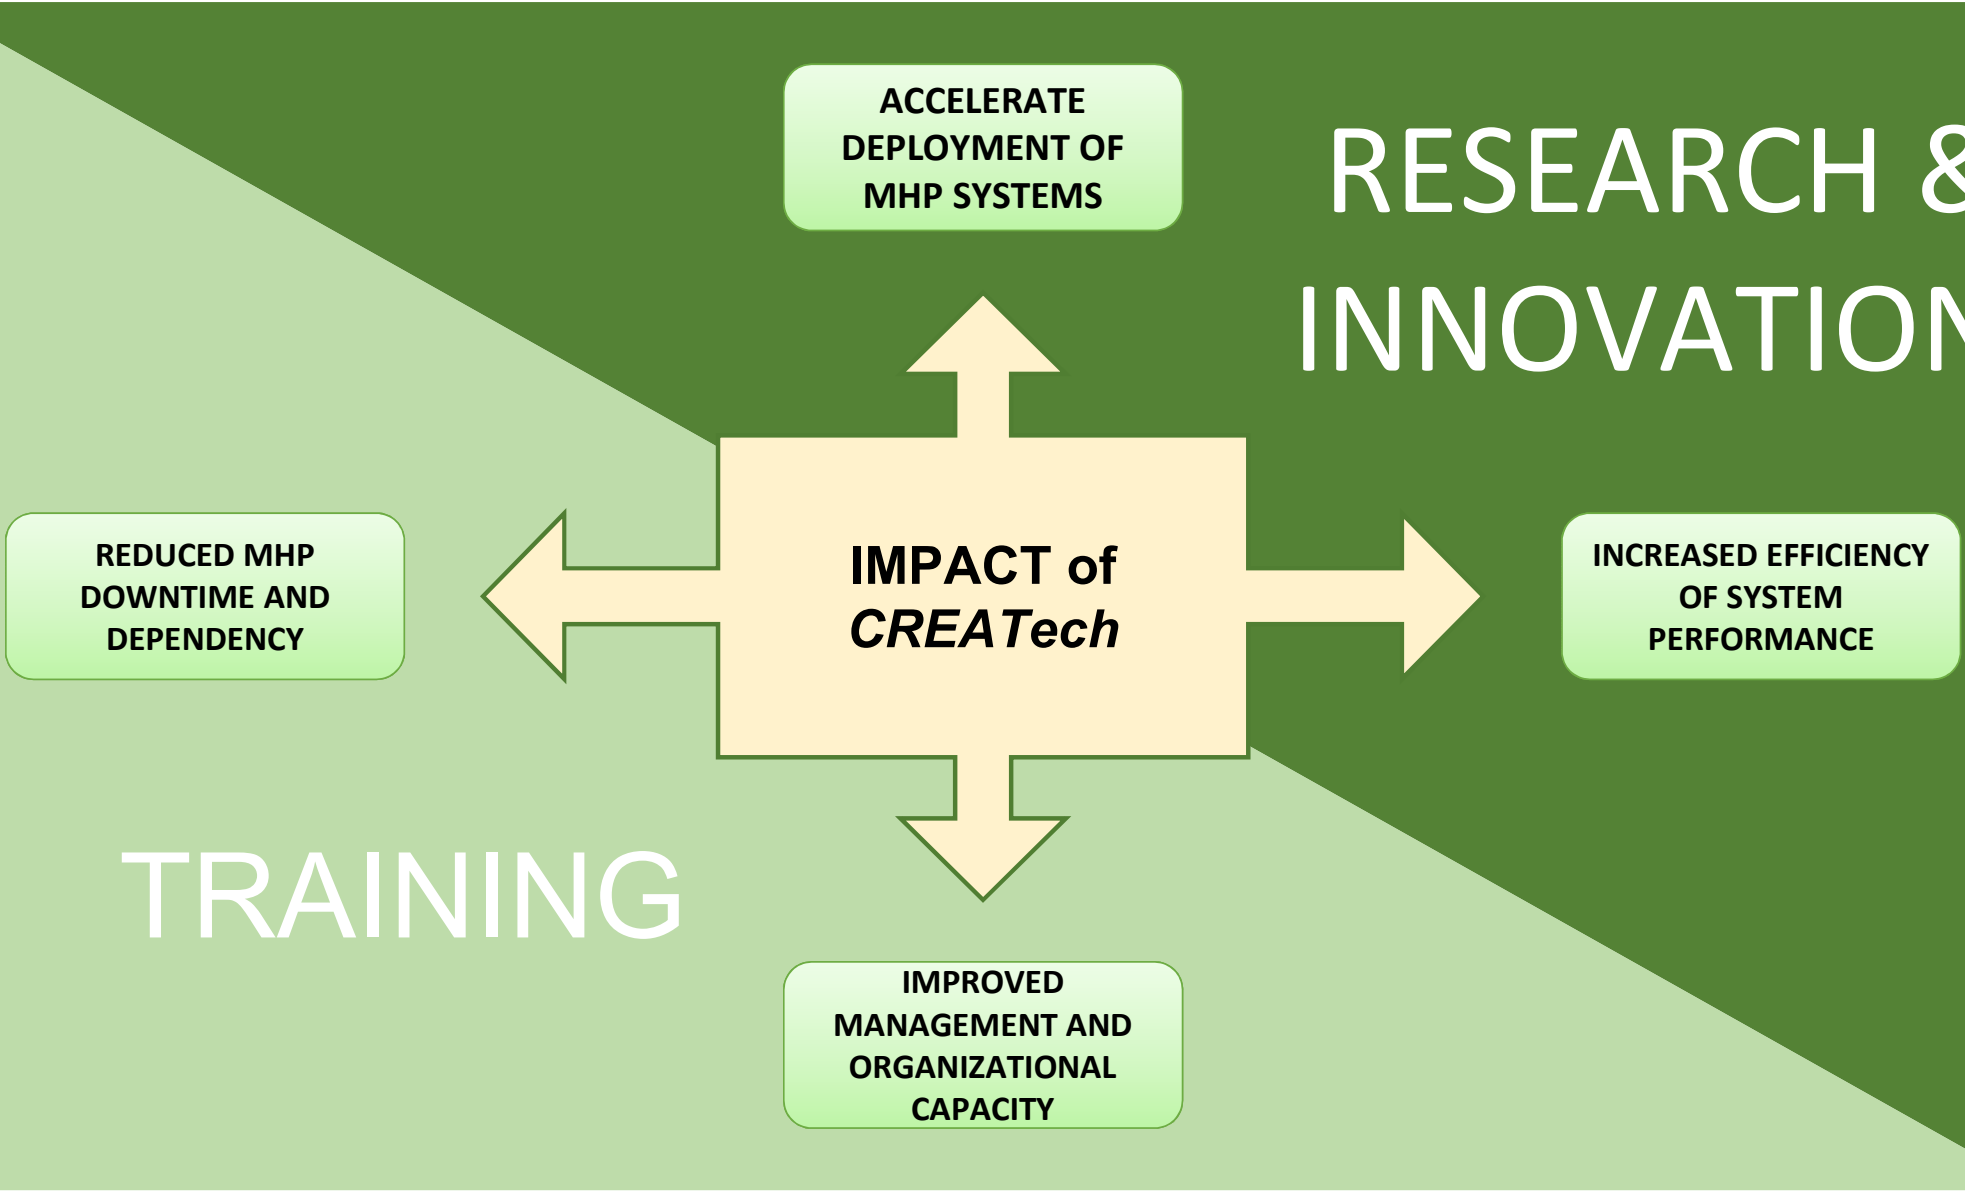 ACCELERATE
DEPLOYMENT OF
MHP SYSTEMS
RESEARCH &
INNOVATION
REDUCED MHP
DOWNTIME AND
DEPENDENCY
IMPACT of
CREATech
INCREASED EFFICIENCY
OF SYSTEM
PERFORMANCE
TRAINING
IMPROVED
MANAGEMENT AND
ORGANIZATIONAL
CAPACITY